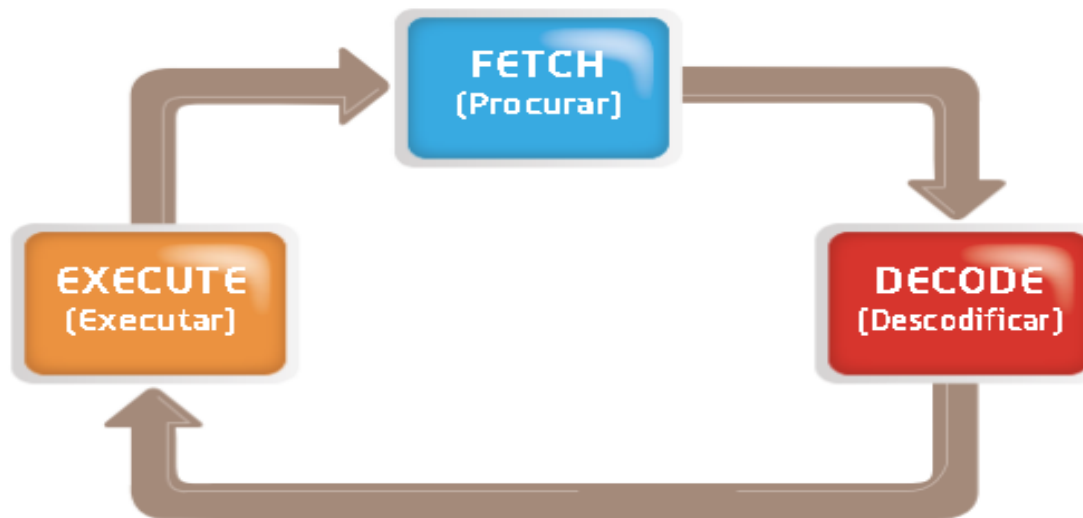 FETCH
(Procurar)
DECODE
(Descodificar)
EXECUTE
(Executar)